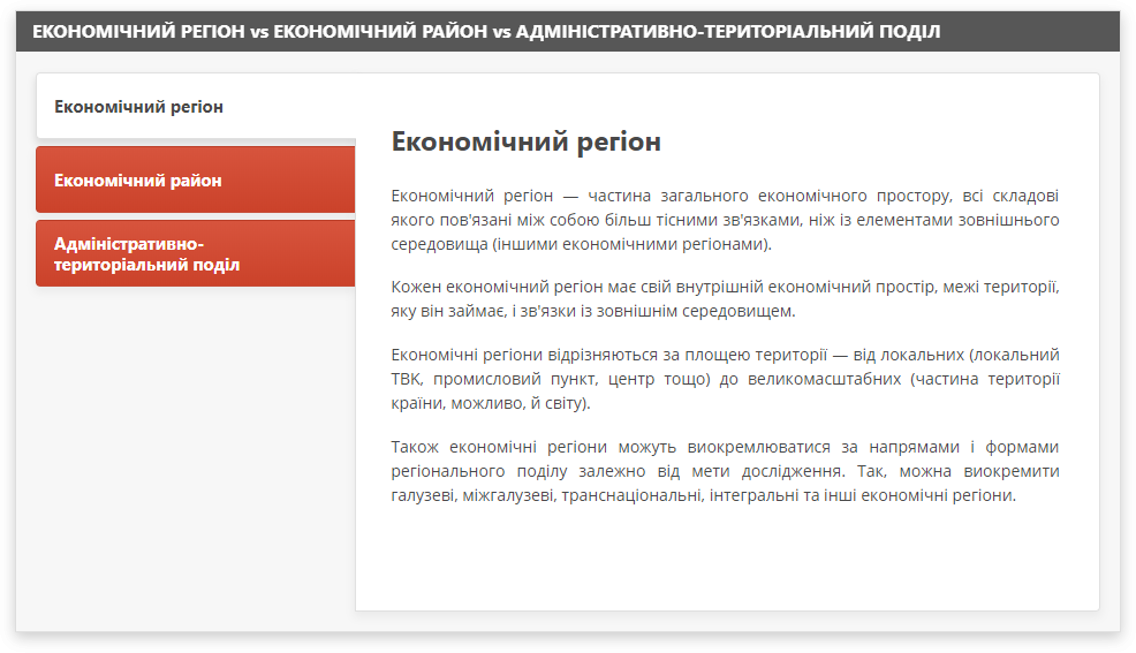 ЕКОНОМІЧНИЙ РЕГІОН vs ЕКОНОМІЧНИЙ РАЙОН vs АДМІНІСТРАТИВНО-ТЕРИТОРІАЛЬНИЙ ПОДІЛ
Економічний регіон
Економічний район
Адміністративно-
територіальний поділ
Економічний регіон
Економічний регіон — частина загального економічного простору, всі складові
якого пов'язані між собою більш тісними зв'язками, ніж із елементами зовнішнього
середовища (іншими економічними регіонами).
Кожен економічний регіон має свій внутрішній економічний простір, межі території,
яку він займає, і зв'язки із зовнішнім середовищем.
Економічні регіони відрізняються за площею території — від локальних (локальний
ТВК, промисловий пункт, центр тощо) до великомасштабних (частина території
країни, можливо, й світу).
Також економічні регіони можуть виокремлюватися за напрямами і формами
регіонального поділу залежно від мети дослідження. Так, можна виокремити
галузеві, міжгалузеві, транснаціональні, інтегральні та інші економічні регіони.